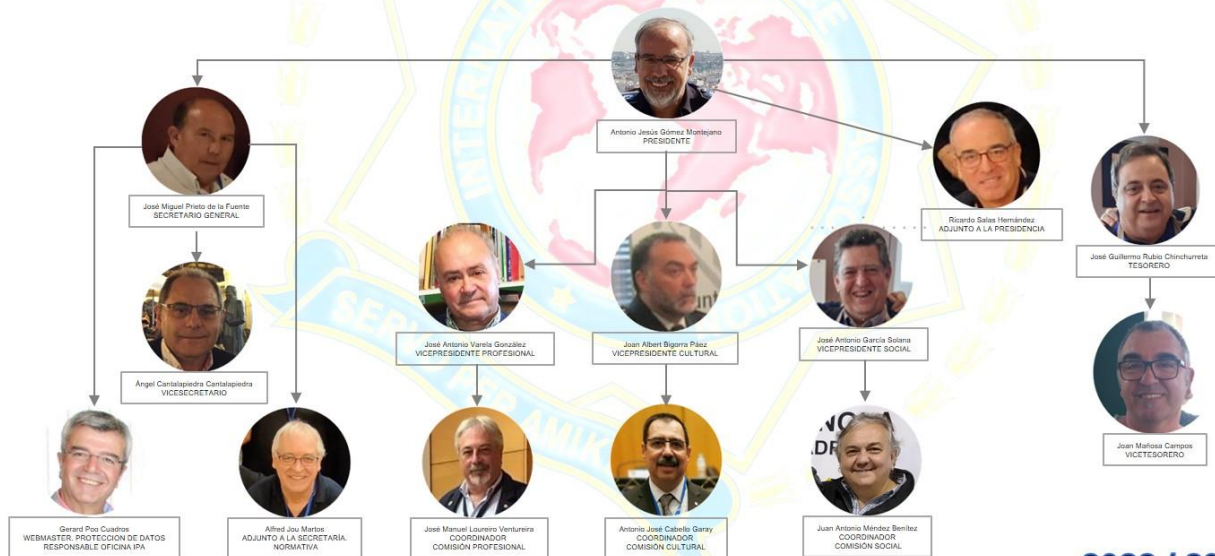 INTERNATIONAL
SERVO PER AMIK
Antonio Jesús Gómez Montejano
PRESIDENTE
José Miguel Prieto de la Fuente
SECRETARIO GENERAL
Ricardo Salas Hernández
ADJUNTO A LA PRESIDENCIA
José Guillermo Rubio Chinchurreta
TESORERO
José Antonio Varela González
VICEPRESIDENTE PROFESIONAL
Joan Albert Bigorra Páez
VICEPRESIDENTE CULTURAL
José Antonio García Solana
VICEPRESIDENTE SOCIAL
Ángel Cantalapiedra Cantalapiedra
VICESECRETARIO
Joan Mañosa Campos
VICETESORERO
Gerard Poo Cuadros
WEBMASTER. PROTECCION DE DATOS
RESPONSABLE OFICINA IPA
Alfred Jou Martos
ADJUNTO A LA SECRETARÍA.
NORMATIVA
José Manuel Loureiro Ventureira
COORDINADOR
COMISIÓN PROFESIONAL
Antonio José Cabello Garay
COORDINADOR
COMISIÓN CULTURAL
Juan Antonio Méndez Benítez
COORDINADOR
COMISIÓN SOCIAL